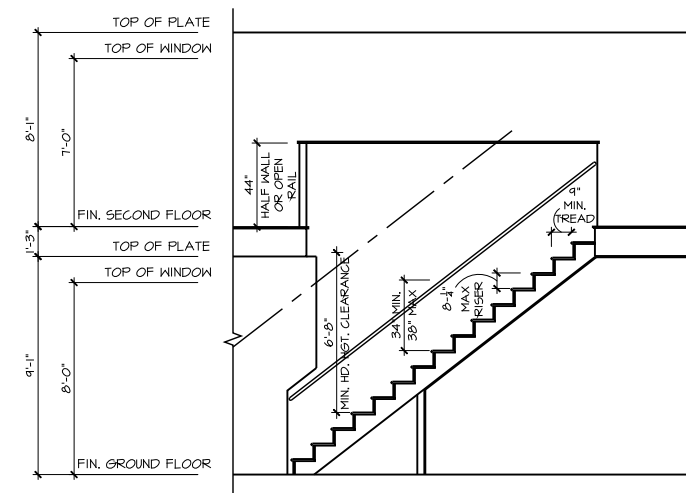 TOP OF PLATE
TOP OF WINDOW
8'-1"
7'-0"
44"
HALF WALL
OR OPEN
RAIL
9"
MIN.
TREAD
FIN. SECOND FLOOR
1'-3"
TOP OF PLATE
TOP OF WINDOW
6'-8"
MIN. HD. HGT. CLEARANCE
34" MIN.
38" MAX
8-1/4"
MAX
RISER
9'-1"
8'-0"
FIN. GROUND FLOOR